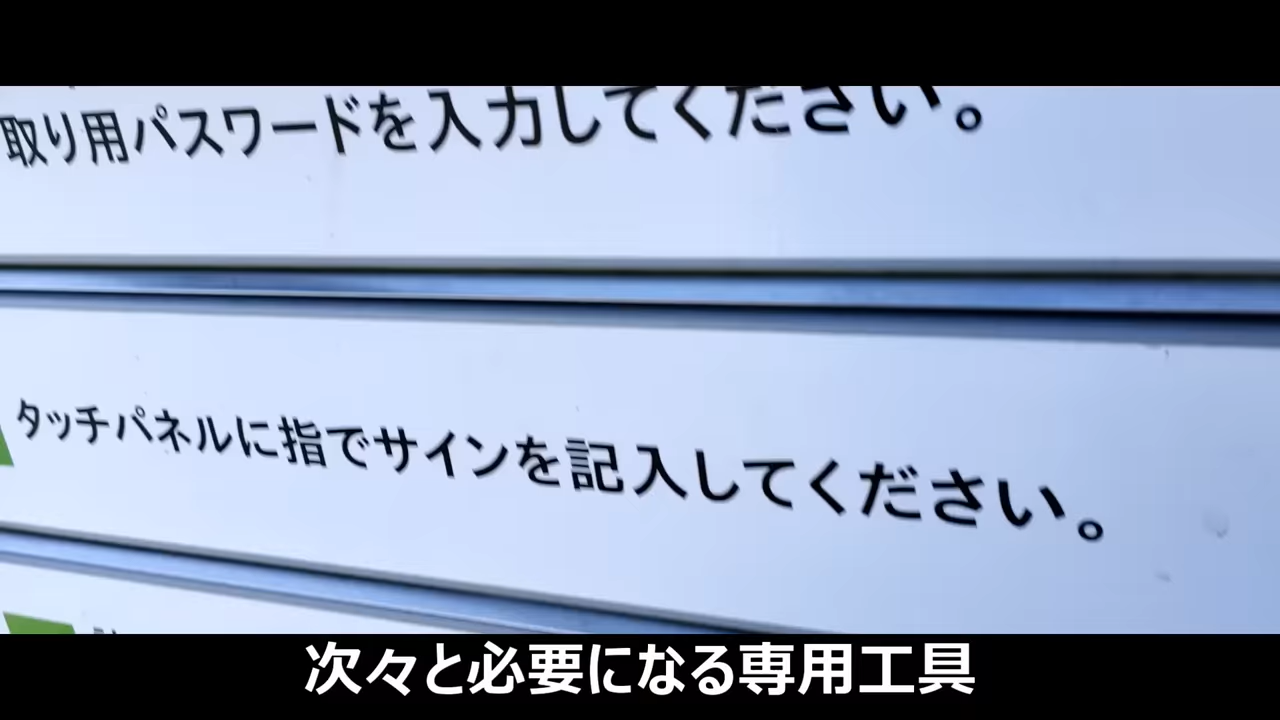 取り用パスワードを入力してください。
タッチパネルに指でサインを記入してください。
次々と必要になる専用工具